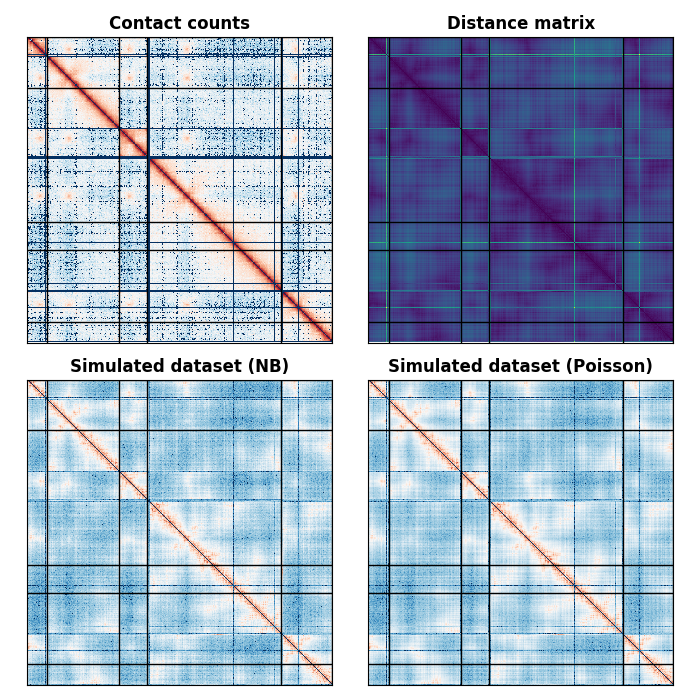 Contact counts
Distance matrix
Simulated dataset (NB)
Simulated dataset (Poisson)